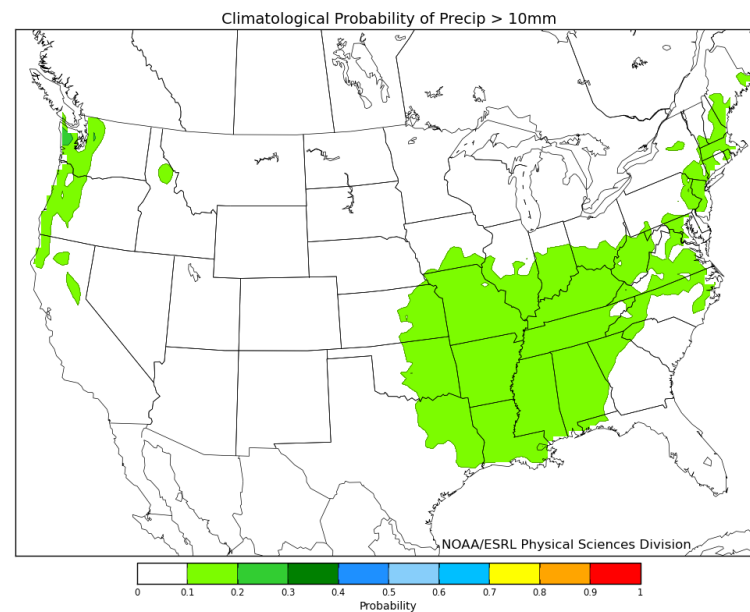 Climatological Probability of Precip > 10mm
NOAA/ESRL Physical Sciences Division
0 0.1 0.2 0.3 0.4 0.5 0.6 0.7 0.8 0.9 1
Probability